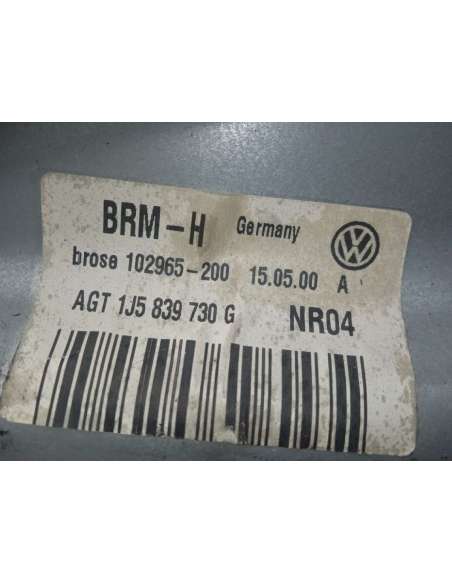 BRM-H Germany
brose 102965-200 15.05.00 A
AGT 1J5 839 730 G NR04